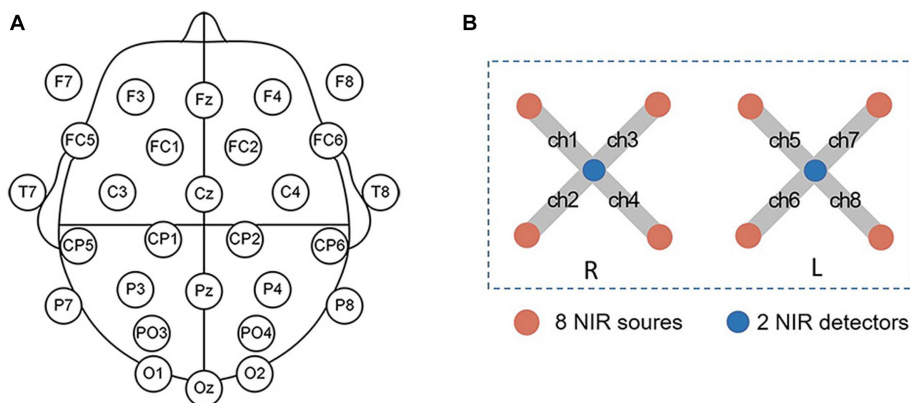 A
F7
F3
Fz
F4
F8
FC5
FC1
FC2
FC6
T7
C3
Cz
C4
T8
CP5
CP1
CP2
CP6
P7
P3
Pz
P4
P8
PO3
PO4
O1
Oz
O2
B
ch1
ch3
ch2
ch4
R
ch5
ch7
ch6
ch8
L
8 NIR soures
2 NIR detectors